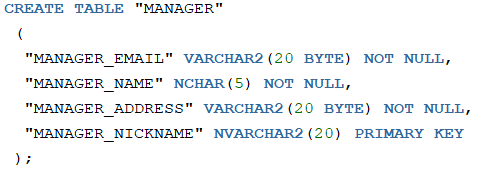 CREATE TABLE "MANAGER"
(
"MANAGER_EMAIL" VARCHAR2(20 BYTE) NOT NULL,
"MANAGER_NAME" NCHAR(5) NOT NULL,
"MANAGER_ADDRESS" VARCHAR2(20 BYTE) NOT NULL,
"MANAGER_NICKNAME" NVARCHAR2(20) PRIMARY KEY
);